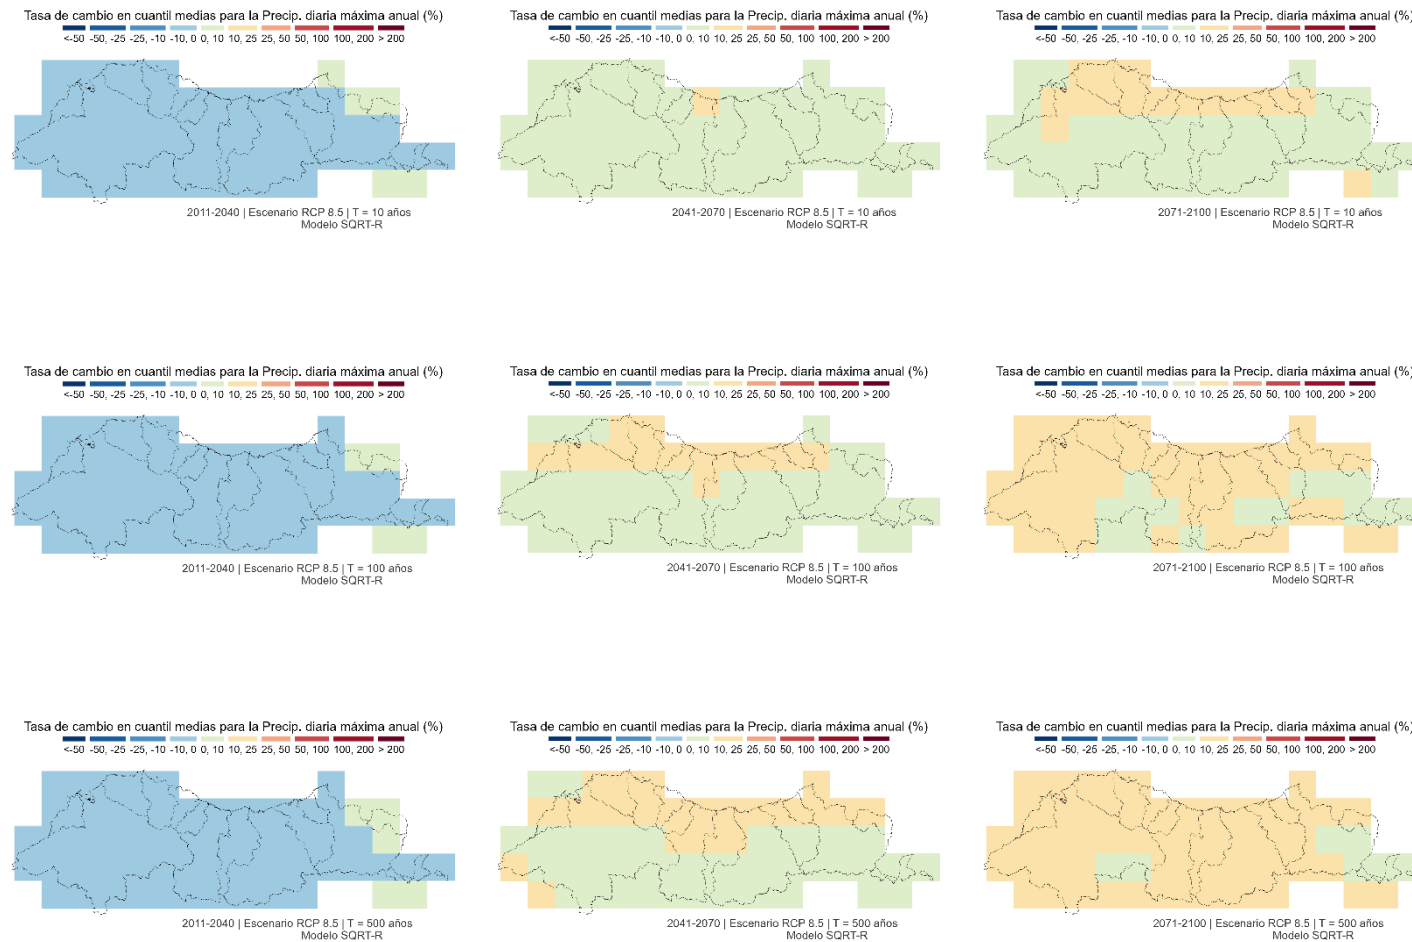 Tasa de cambio en cuantil medias para la Precip. diaria máxima anual (%)
<-50 -50, -25 -25, -10 -10, 0 0, 10 10, 25 25, 50 50, 100 100, 200 > 200
2011-2040 | Escenario RCP 8.5 | T = 10 años
Modelo SQRT-R
Tasa de cambio en cuantil medias para la Precip. diaria máxima anual (%)
<-50 -50, -25 -25, -10 -10, 0 0, 10 10, 25 25, 50 50, 100 100, 200 > 200
2041-2070 | Escenario RCP 8.5 | T = 10 años
Modelo SQRT-R
Tasa de cambio en cuantil medias para la Precip. diaria máxima anual (%)
<-50 -50, -25 -25, -10 -10, 0 0, 10 10, 25 25, 50 50, 100 100, 200 > 200
2071-2100 | Escenario RCP 8.5 | T = 10 años
Modelo SQRT-R
Tasa de cambio en cuantil medias para la Precip. diaria máxima anual (%)
<-50 -50, -25 -25, -10 -10, 0 0, 10 10, 25 25, 50 50, 100 100, 200 > 200
2011-2040 | Escenario RCP 8.5 | T = 100 años
Modelo SQRT-R
Tasa de cambio en cuantil medias para la Precip. diaria máxima anual (%)
<-50 -50, -25 -25, -10 -10, 0 0, 10 10, 25 25, 50 50, 100 100, 200 > 200
2041-2070 | Escenario RCP 8.5 | T = 100 años
Modelo SQRT-R
Tasa de cambio en cuantil medias para la Precip. diaria máxima anual (%)
<-50 -50, -25 -25, -10 -10, 0 0, 10 10, 25 25, 50 50, 100 100, 200 > 200
2071-2100 | Escenario RCP 8.5 | T = 100 años
Modelo SQRT-R
Tasa de cambio en cuantil medias para la Precip. diaria máxima anual (%)
<-50 -50, -25 -25, -10 -10, 0 0, 10 10, 25 25, 50 50, 100 100, 200 > 200
2011-2040 | Escenario RCP 8.5 | T = 500 años
Modelo SQRT-R
Tasa de cambio en cuantil medias para la Precip. diaria máxima anual (%)
<-50 -50, -25 -25, -10 -10, 0 0, 10 10, 25 25, 50 50, 100 100, 200 > 200
2041-2070 | Escenario RCP 8.5 | T = 500 años
Modelo SQRT-R
Tasa de cambio en cuantil medias para la Precip. diaria máxima anual (%)
<-50 -50, -25 -25, -10 -10, 0 0, 10 10, 25 25, 50 50, 100 100, 200 > 200
2071-2100 | Escenario RCP 8.5 | T = 500 años
Modelo SQRT-R